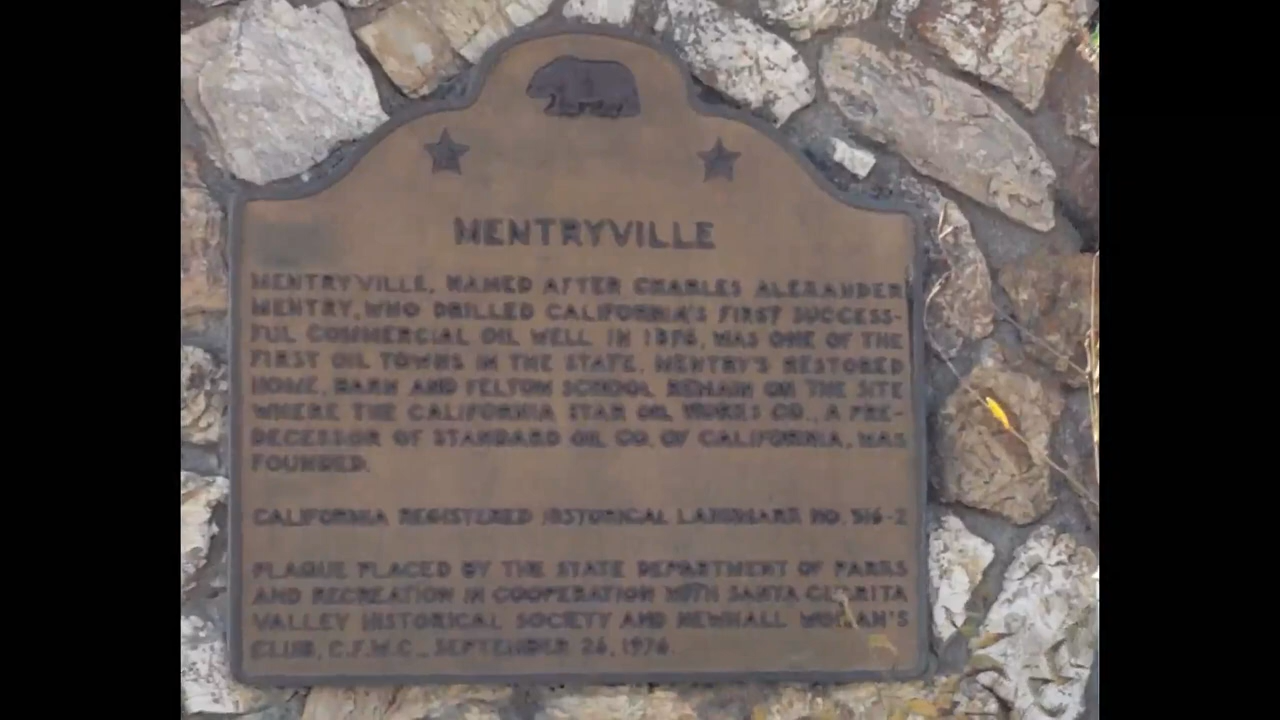 MENTRYVILLE
MENTRYVILLE, NAMED AFTER CHARLES ALEXANDER
MENTRY, WHO DRILLED CALIFORNIA'S FIRST SUCCESS-
FUL COMMERCIAL OIL WELL IN 1876, WAS ONE OF THE
FIRST OIL TOWNS IN THE STATE. MENTRY'S RESTORED
HOME, BARN AND FELTON SCHOOL REMAIN ON THE SITE
WHERE THE CALIFORNIA STAR OIL WORKS CO., A PRE-
DECESSOR OF STANDARD OIL CO. OF CALIFORNIA, WAS
FOUNDED.
CALIFORNIA REGISTERED HISTORICAL LANDMARK NO. 516-2
PLAQUE PLACED BY THE STATE DEPARTMENT OF PARKS
AND RECREATION IN COOPERATION WITH SANTA CLARITA
VALLEY HISTORICAL SOCIETY AND NEWHALL WOMAN'S
CLUB, C.F.W.C., SEPTEMBER 26, 1976.